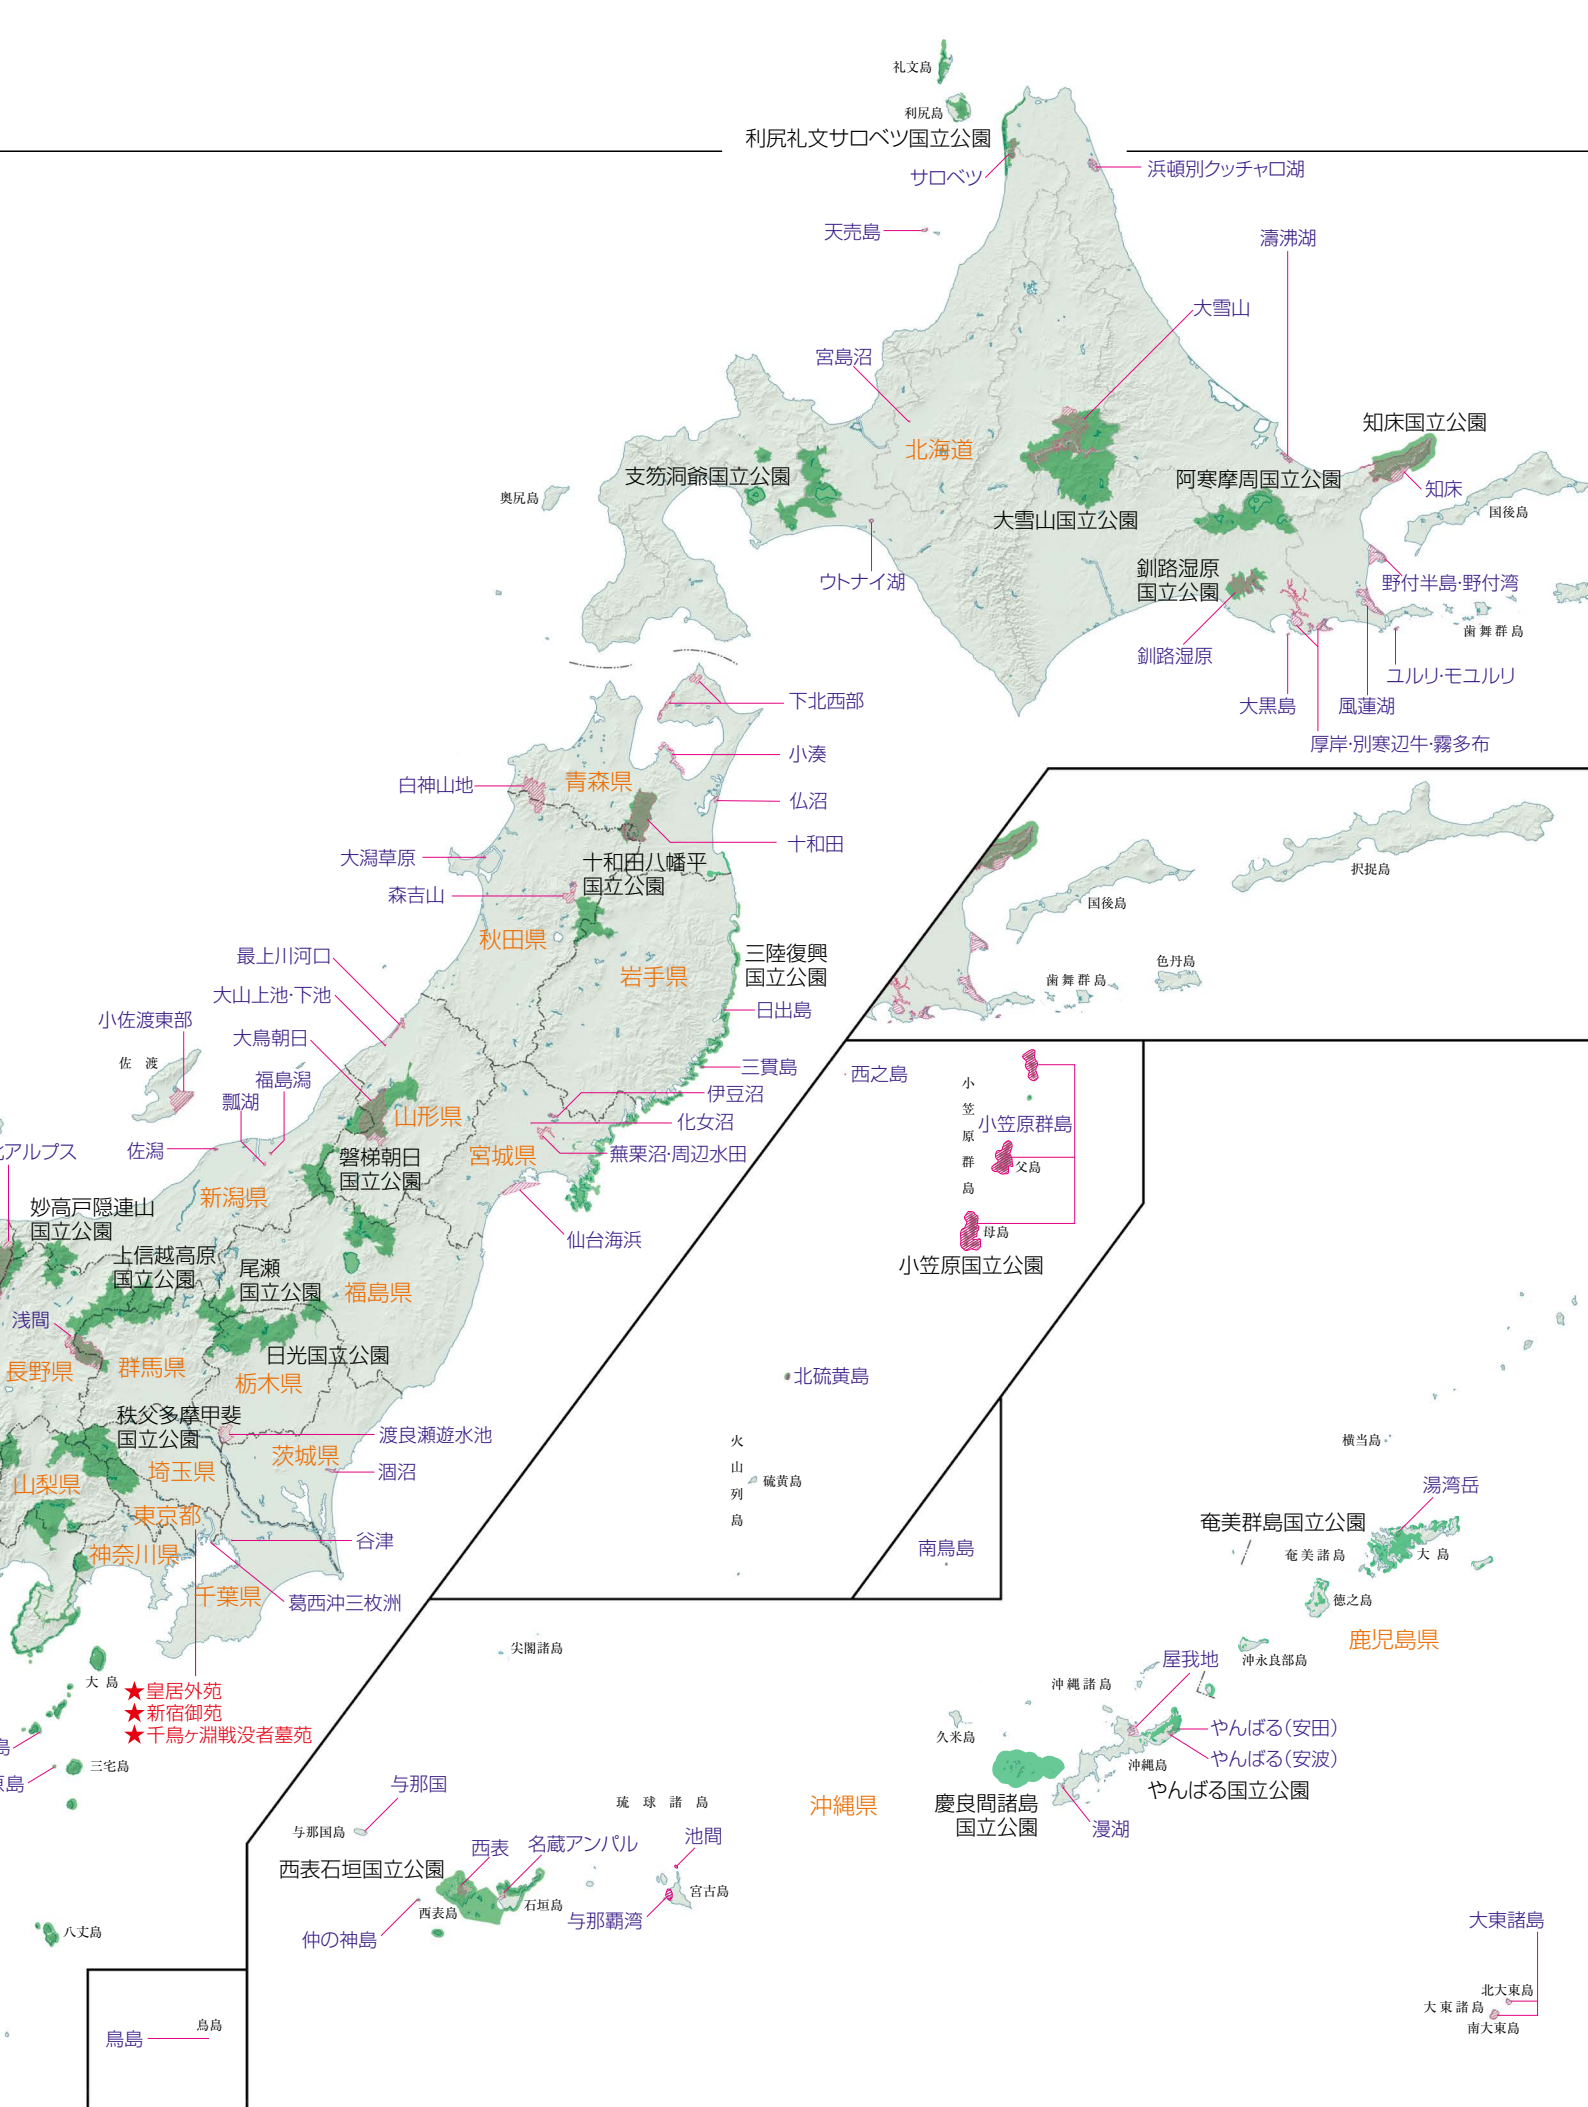 礼文島
利尻島
利尻礼文サロベツ国立公園
サロベツ
浜頓別クッチャロ湖
天売島
濤沸湖
大雪山
宮島沼
北海道
知床国立公園
支笏洞爺国立公園
阿寒摩周国立公園
知床
奥尻島
大雪山国立公園
国後島
釧路湿原
国立公園
ウトナイ湖
野付半島・野付湾
歯舞群島
釧路湿原
ユルリ・モユルリ
大黒島
風蓮湖
厚岸・別寒辺牛・霧多布
下北西部
小湊
白神山地
青森県
仏沼
十和田
大潟草原
十和田八幡平
国立公園
森吉山
秋田県
岩手県
三陸復興
国立公園
最上川河口
大山上池・下池
日出島
小佐渡東部
大鳥朝日
佐渡
三貫島
福島潟
瓢湖
伊豆沼
山形県
化女沼
佐潟
宮城県
蕪栗沼・周辺水田
アルプス
磐梯朝日
国立公園
新潟県
妙高戸隠連山
国立公園
仙台海浜
上信越高原
国立公園
尾瀬
国立公園
福島県
浅間
日光国立公園
長野県
群馬県
栃木県
秩父多摩甲斐
国立公園
渡良瀬遊水池
茨城県
埼玉県
涸沼
山梨県
東京都
谷津
神奈川県
千葉県
葛西沖三枚洲
大島
★皇居外苑
★新宿御苑
★千鳥ヶ淵戦没者墓苑
島
三宅島
島
八丈島
鳥島
鳥島
択捉島
国後島
色丹島
歯舞群島
西之島
小笠原群島
小笠原群島
父島
母島
小笠原国立公園
北硫黄島
火山列島
硫黄島
南鳥島
横当島
湯湾岳
奄美群島国立公園
奄美諸島
大島
徳之島
鹿児島県
沖永良部島
屋我地
沖縄諸島
久米島
やんばる(安田)
やんばる(安波)
沖縄島
やんばる国立公園
慶良間諸島
国立公園
漫湖
沖縄県
尖閣諸島
与那国
琉球諸島
与那国島
池間
西表
名蔵アンパル
西表石垣国立公園
宮古島
石垣島
西表島
与那覇湾
仲の神島
大東諸島
北大東島
大東諸島
南大東島